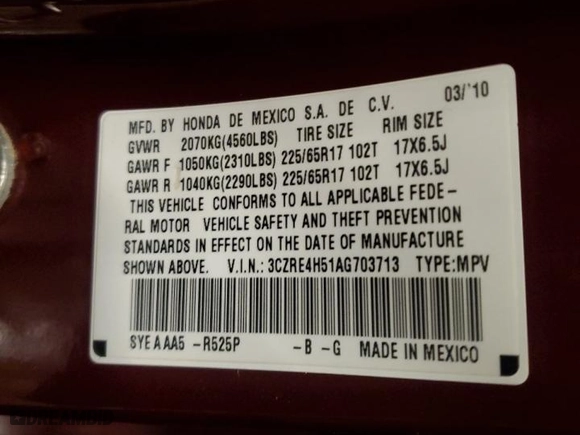 MFD. BY HONDA DE MEXICO S.A. DE C.V. 03/'10
GVWR 2070KG(4560LBS) TIRE SIZE RIM SIZE
GAWR F 1050KG(2310LBS) 225/65R17 102T 17X6.5J
GAWR R 1040KG(2290LBS) 225/65R17 102T 17X6.5J
THIS VEHICLE CONFORMS TO ALL APPLICABLE FEDE-
RAL MOTOR VEHICLE SAFETY AND THEFT PREVENTION
STANDARDS IN EFFECT ON THE DATE OF MANUFACTURE
SHOWN ABOVE. V.I.N.: 3CZRE4H51AG703713 TYPE:MPV
SYE A AA5 -R525P -B -G MADE IN MEXICO
DREAMBID